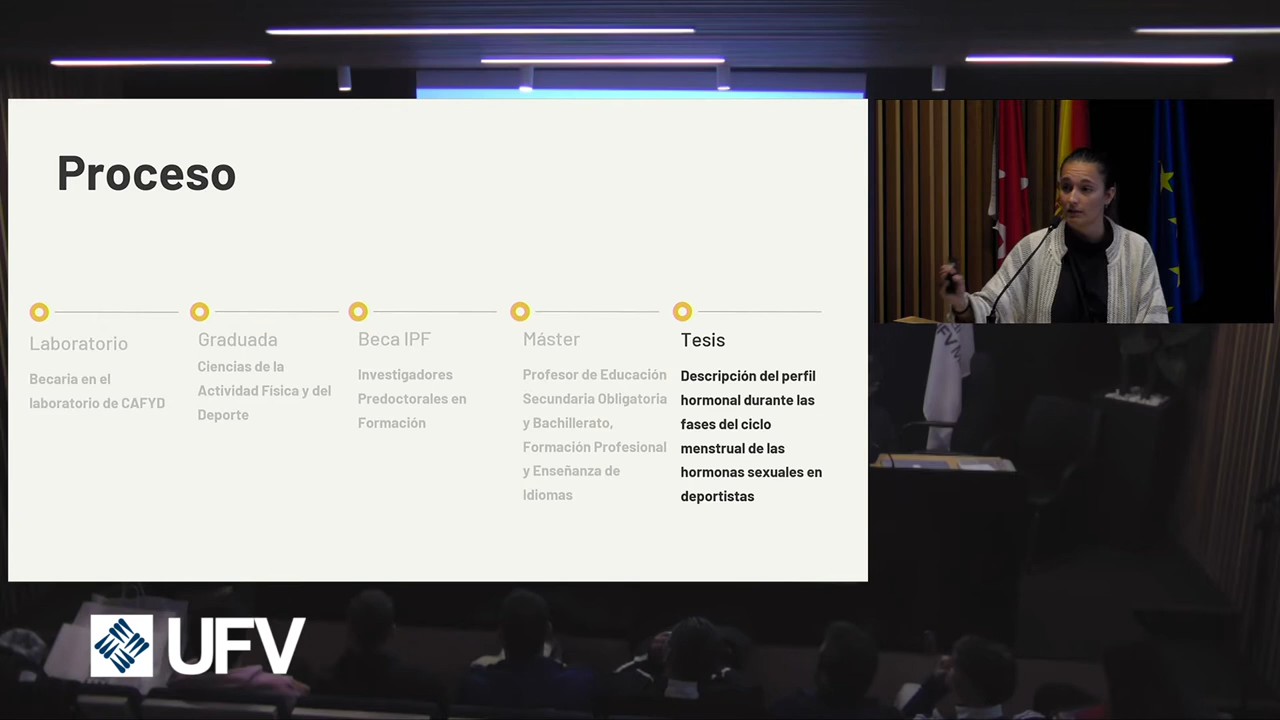 Proceso
Laboratorio
Becaria en el
laboratorio de CAFYD
Graduada
Ciencias de la
Actividad Física y del
Deporte
Beca IPF
Investigadores
Predoctorales en
Formación
Máster
Profesor de Educación
Secundaria Obligatoria
y Bachillerato,
Formación Profesional
y Enseñanza de
Idiomas
Tesis
Descripción del perfil
hormonal durante las
fases del ciclo
menstrual de las
hormonas sexuales en
deportistas
UFV